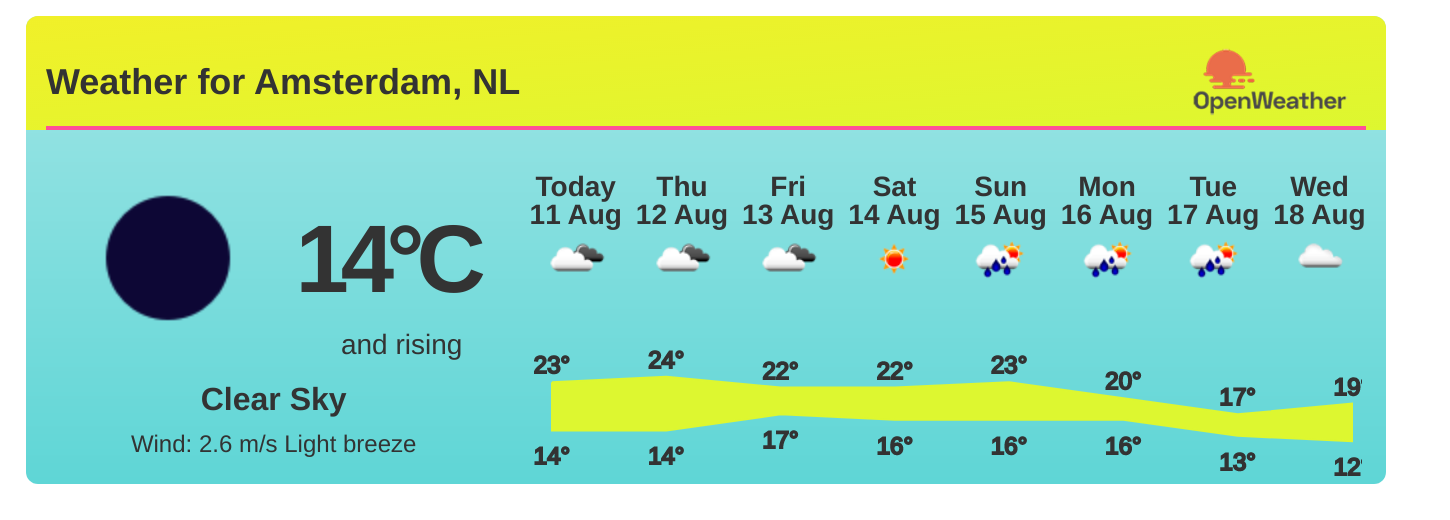 Weather for Amsterdam, NL
OpenWeather
14°C
and rising
Clear Sky
Wind: 2.6 m/s Light breeze
Today Thu Fri Sat Sun Mon Tue Wed
11 Aug 12 Aug 13 Aug 14 Aug 15 Aug 16 Aug 17 Aug 18 Aug
23° 24° 22° 22° 23° 20° 17° 19°
14° 14° 17° 16° 16° 16° 13° 12°